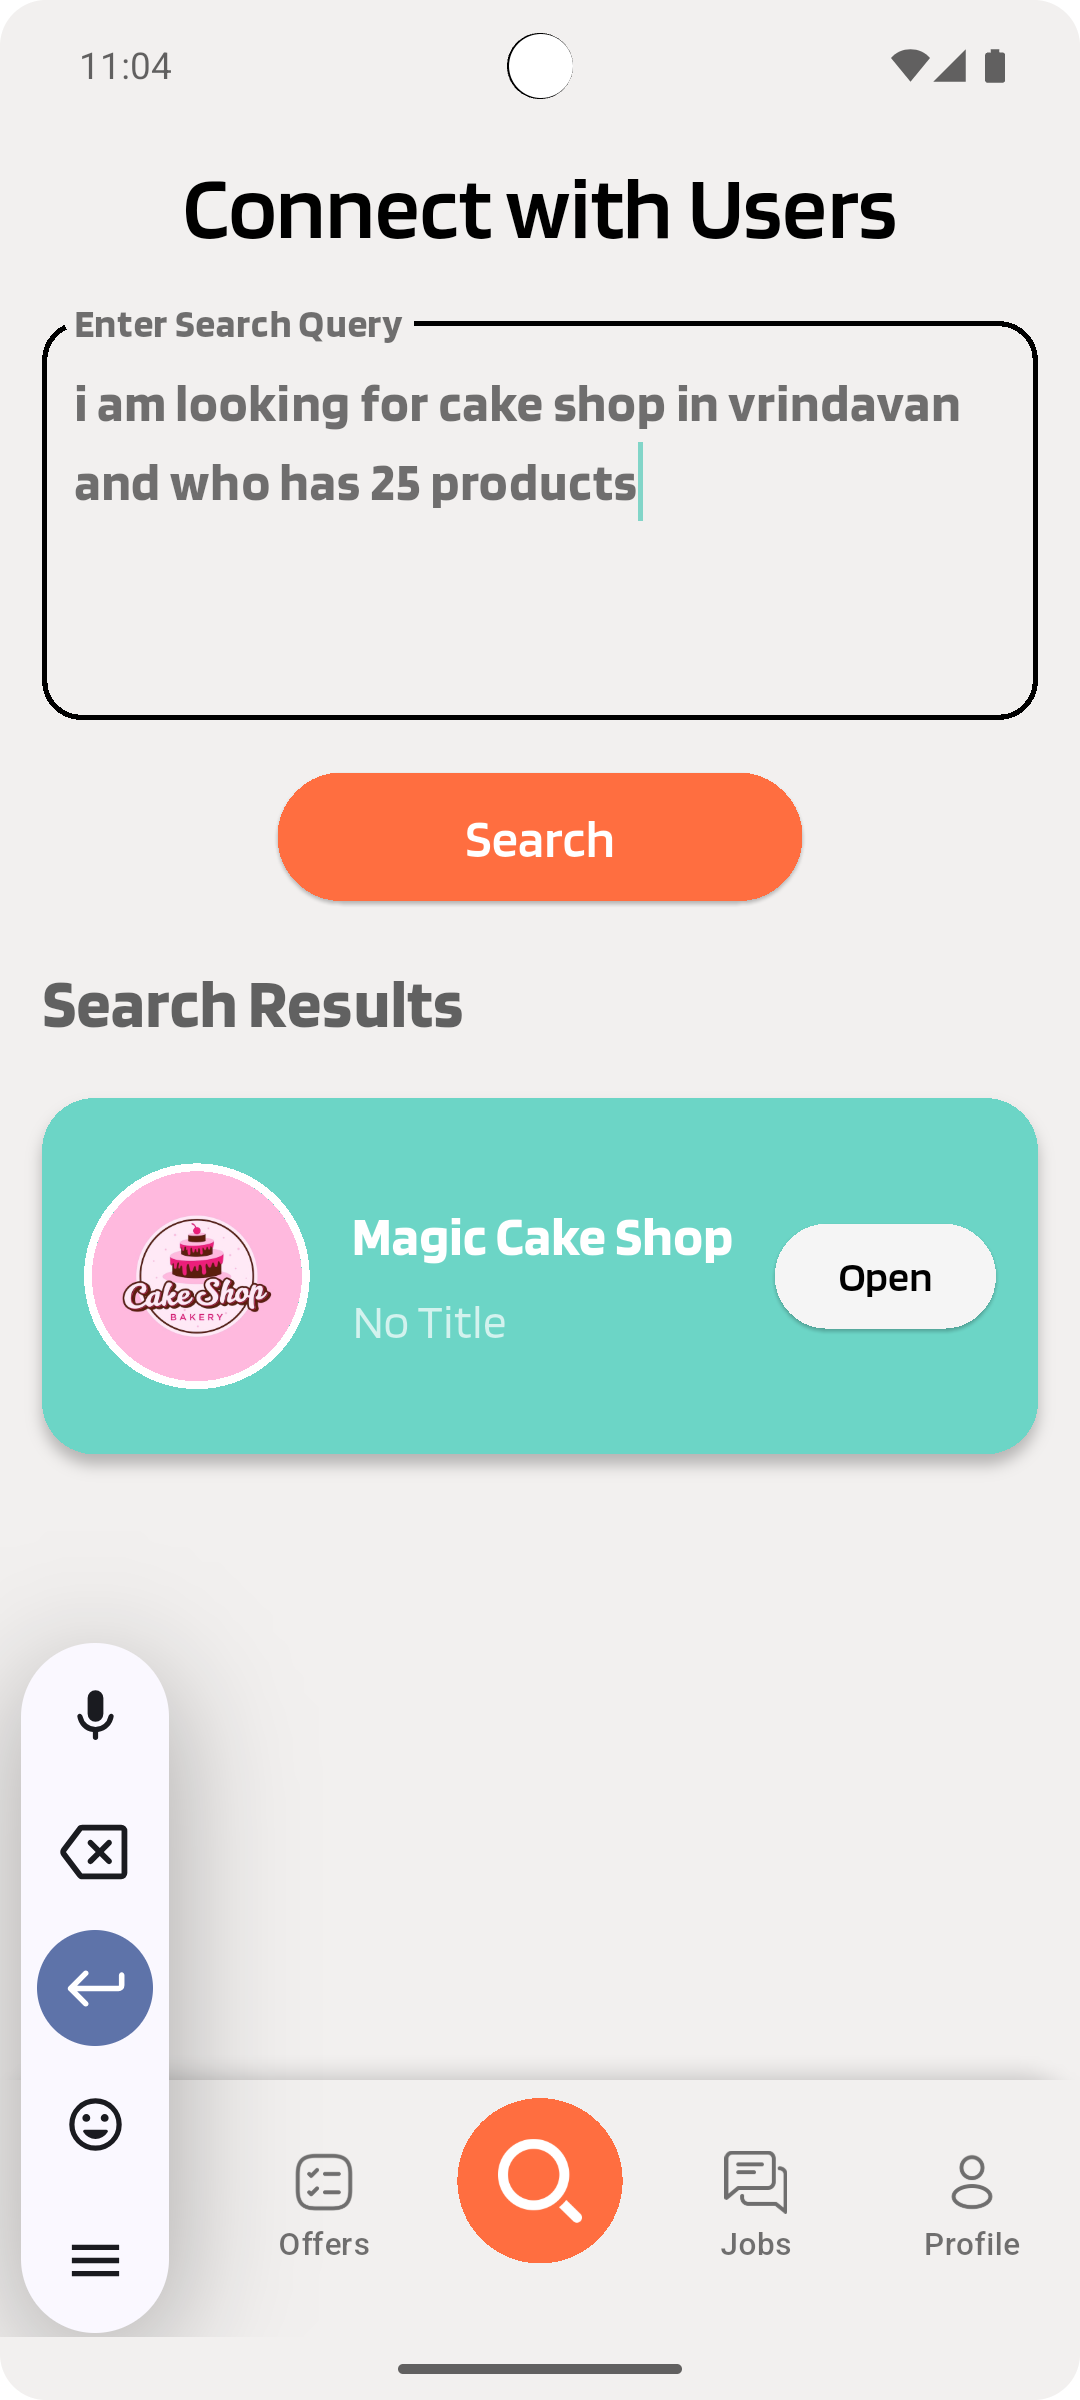 11:04
Connect with Users
Enter Search Query
i am looking for cake shop in vrindavan
and who has 25 products
Search
Search Results
Magic Cake Shop
No Title
Open
Cake Shop
BAKERY
Offers
Jobs
Profile